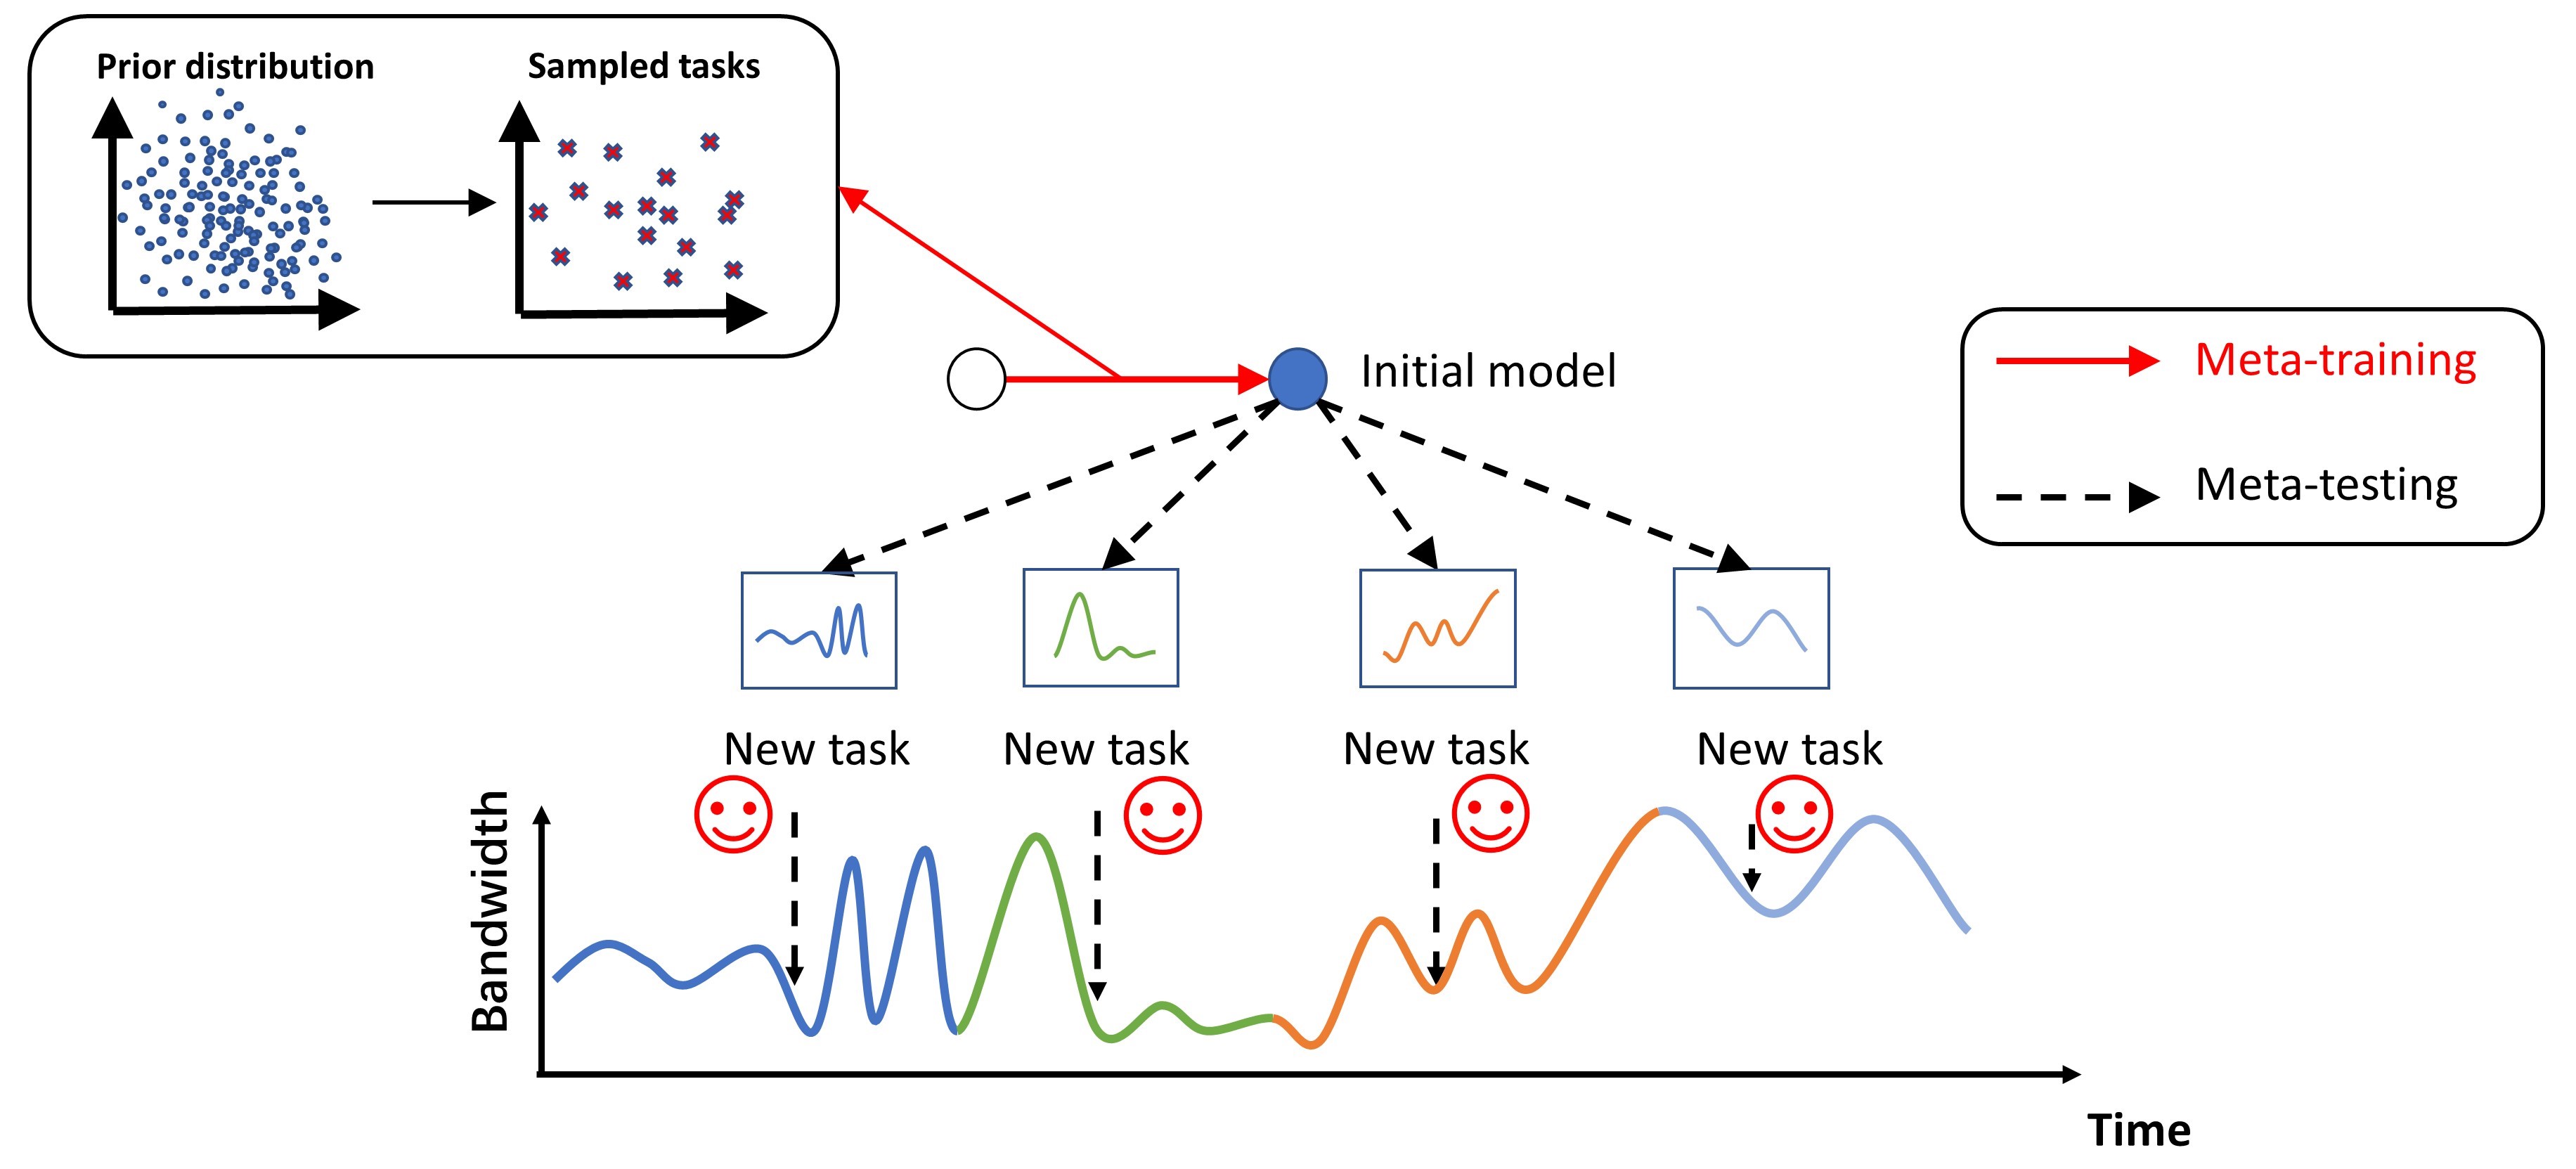 Prior distribution
Sampled tasks
Initial model
Meta-training
Meta-testing
New task
New task
New task
New task
Bandwidth
Time